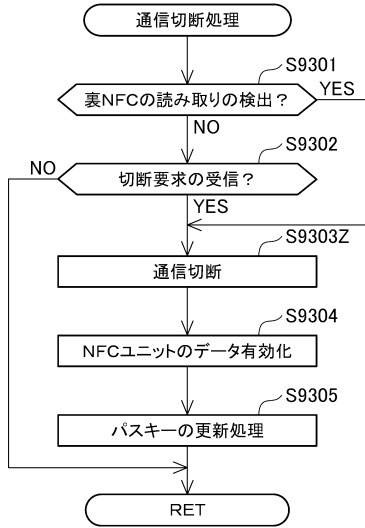 通信切断処理
S9301
裏NFCの読み取りの検出？
YES
NO
S9302
NO
切断要求の受信？
YES
S9303Z
通信切断
S9304
NFCユニットのデータ有効化
S9305
パスキーの更新処理
RET